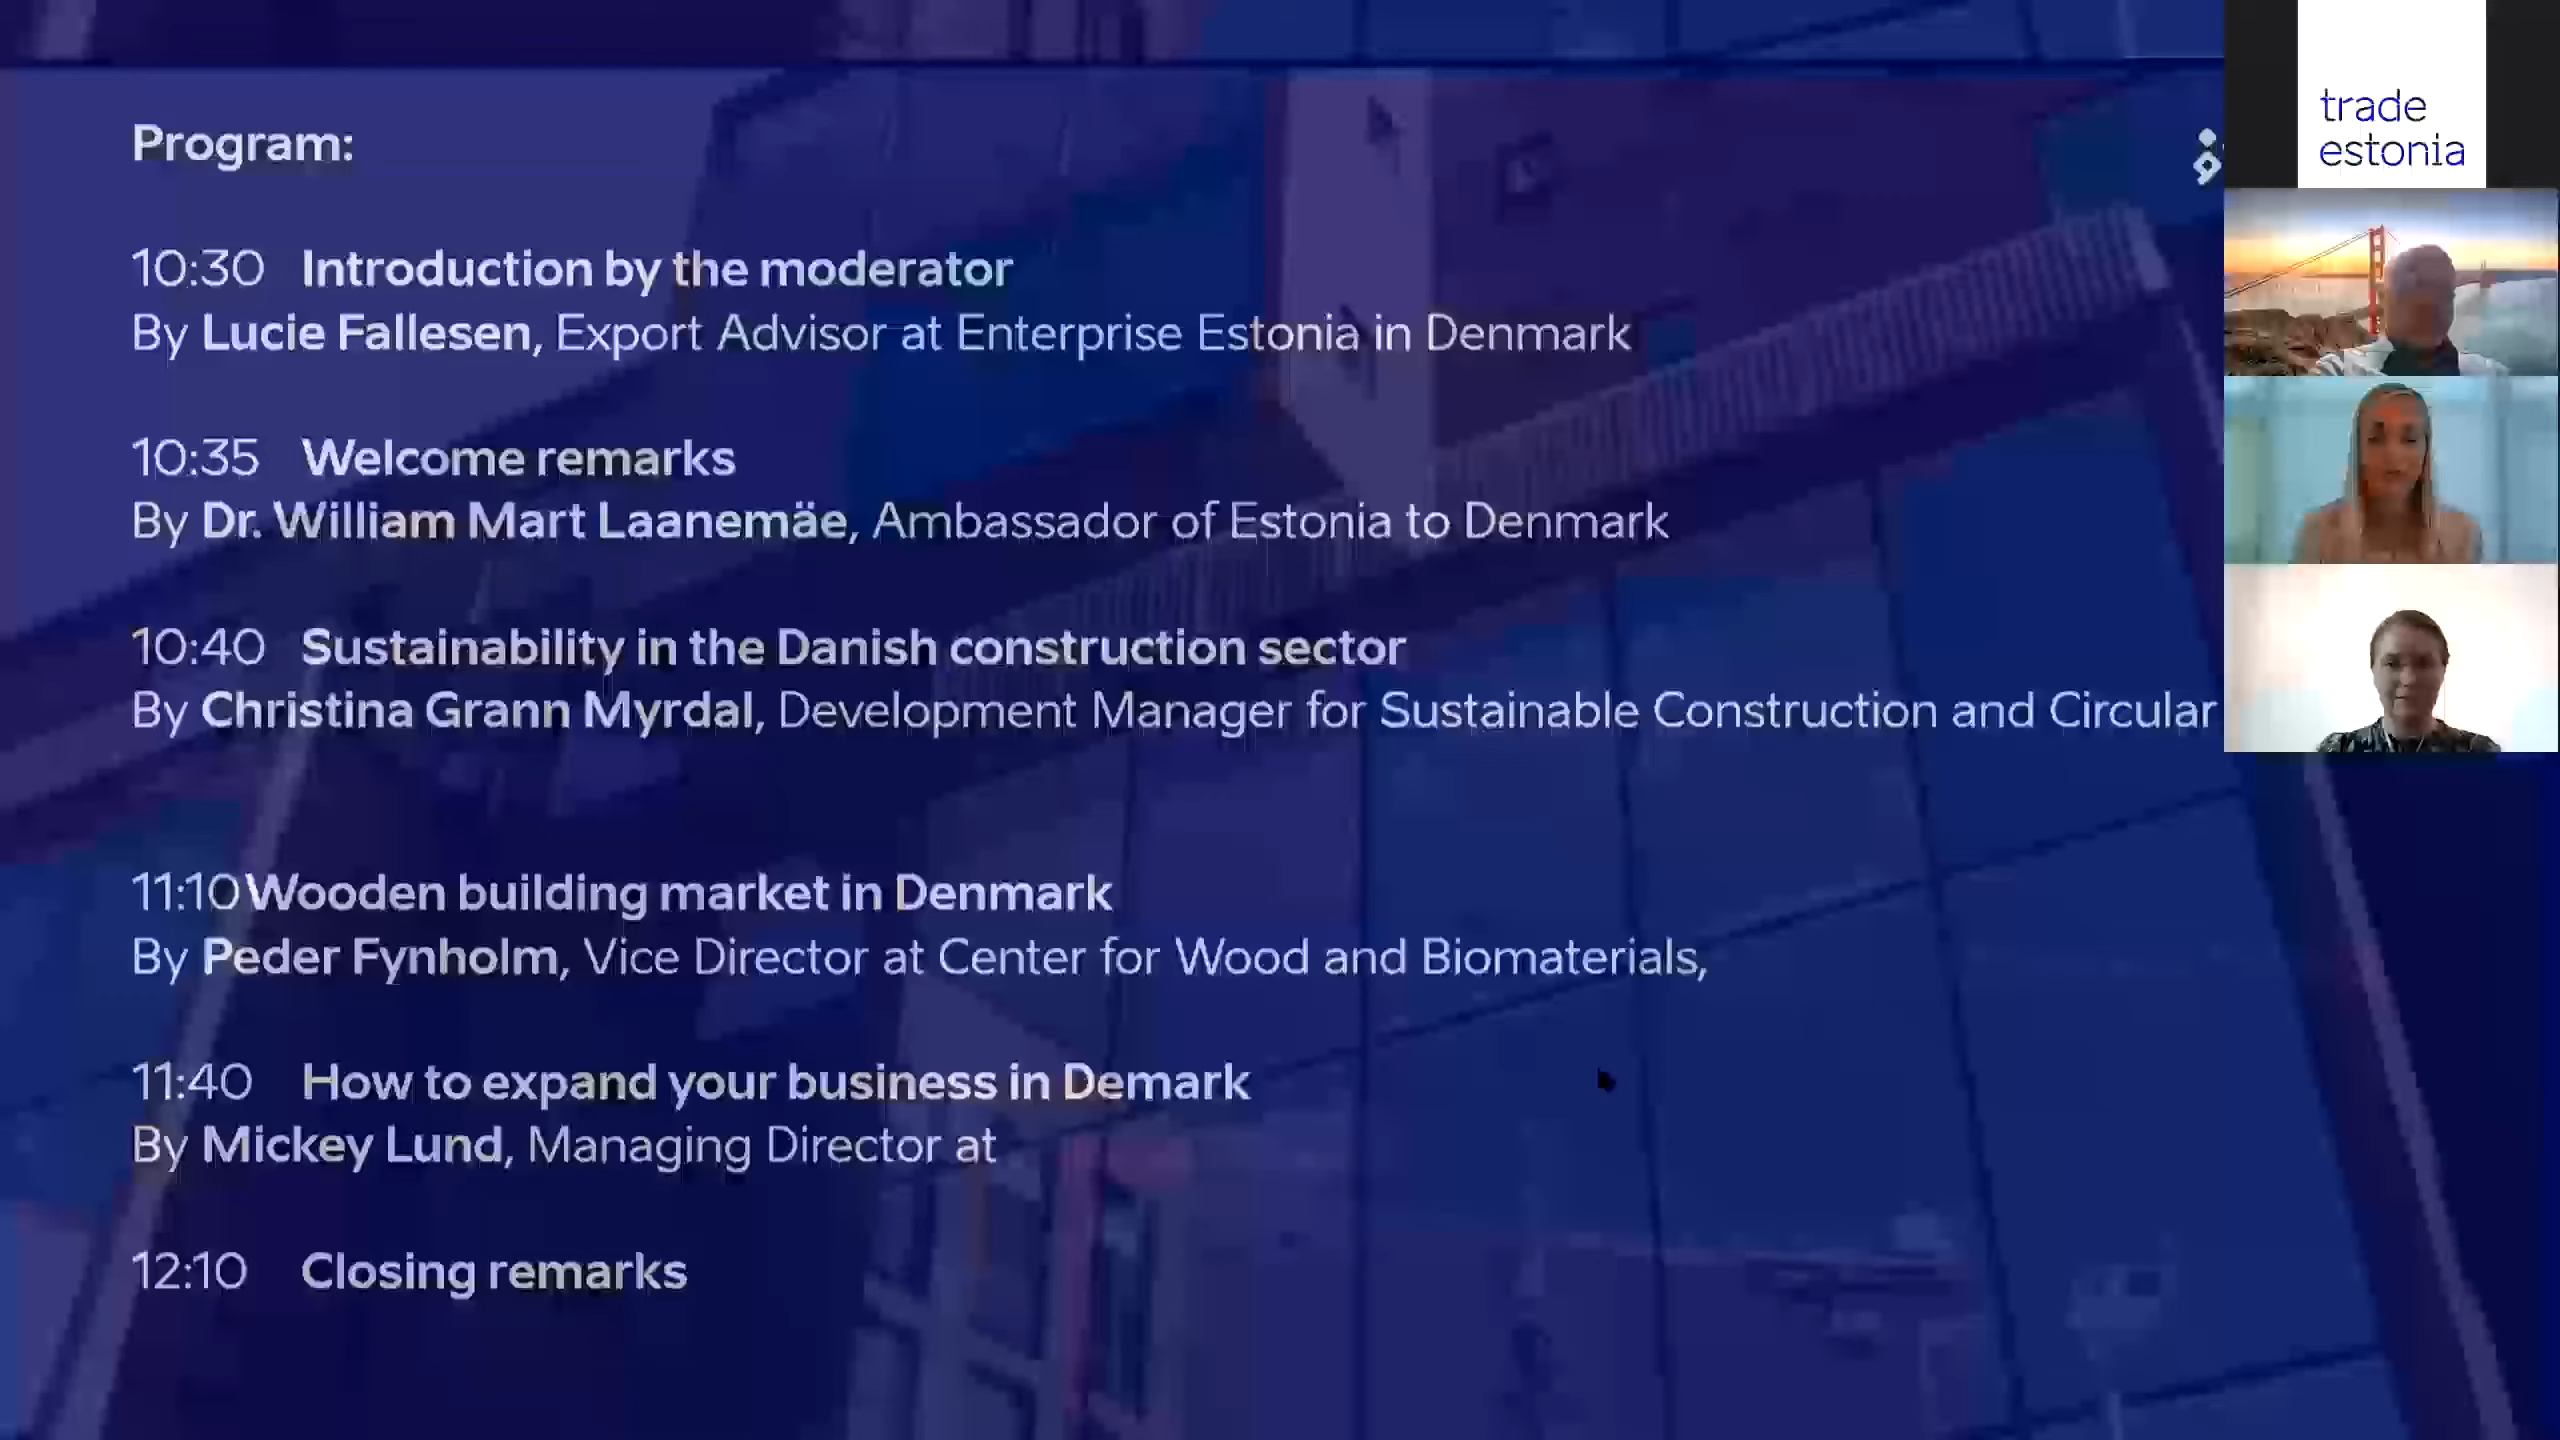 Program:
10:30 Introduction by the moderator
By Lucie Fallesen, Export Advisor at Enterprise Estonia in Denmark
10:35 Welcome remarks
By Dr. William Mart Laanemäe, Ambassador of Estonia to Denmark
10:40 Sustainability in the Danish construction sector
By Christina Grann Myrdal, Development Manager for Sustainable Construction and Circular
11:10 Wooden building market in Denmark
By Peder Fynholm, Vice Director at Center for Wood and Biomaterials,
11:40 How to expand your business in Demark
By Mickey Lund, Managing Director at
12:10 Closing remarks
trade
estonia